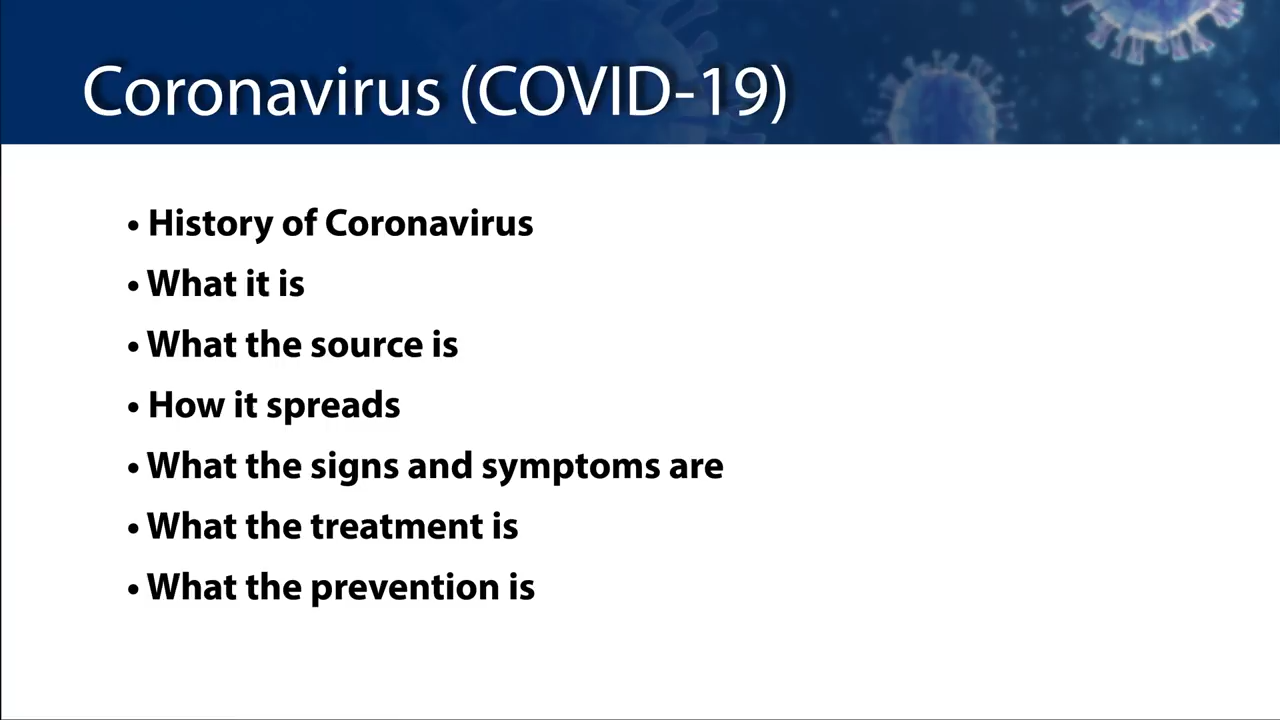 Coronavirus (COVID-19)
• History of Coronavirus
• What it is
• What the source is
• How it spreads
• What the signs and symptoms are
• What the treatment is
• What the prevention is